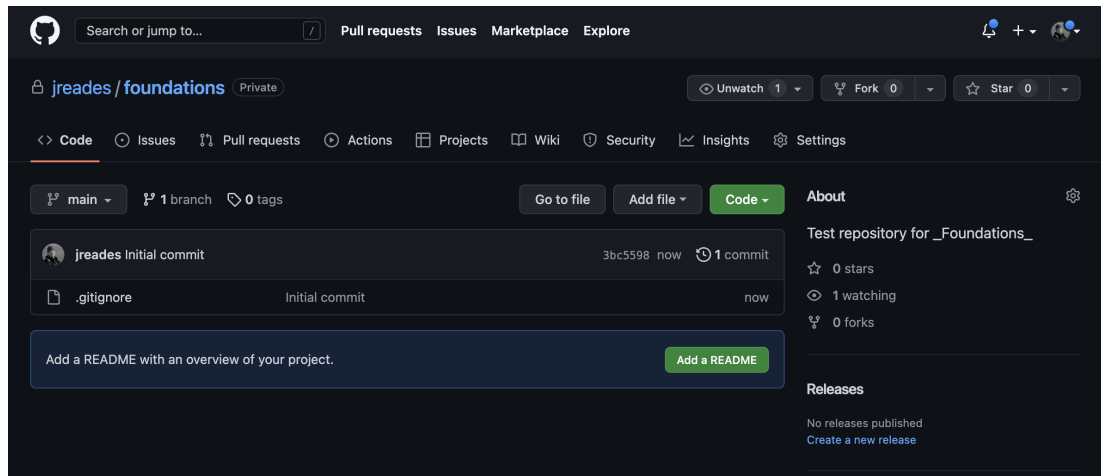 Search or jump to... /
Pull requests Issues Marketplace Explore
jreades / foundations Private
Unwatch 1 Fork 0 Star 0
Code Issues Pull requests Actions Projects Wiki Security Insights Settings
main 1 branch 0 tags
Go to file Add file Code
jreades Initial commit 3bc5598 now 1 commit
.gitignore Initial commit now
Add a README with an overview of your project. Add a README
About
Test repository for _Foundations_
0 stars
1 watching
0 forks
Releases
No releases published
Create a new release